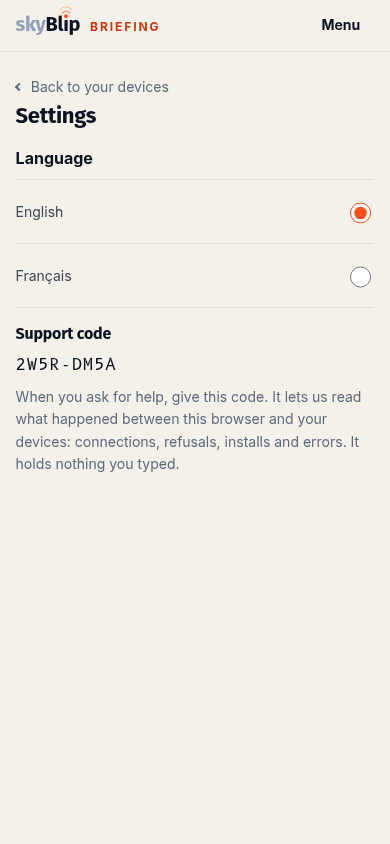 skyBlip BRIEFING
Menu
Back to your devices
Settings
Language
English
Français
Support code
2W5R-DM5A
When you ask for help, give this code. It lets us read
what happened between this browser and your
devices: connections, refusals, installs and errors. It
holds nothing you typed.